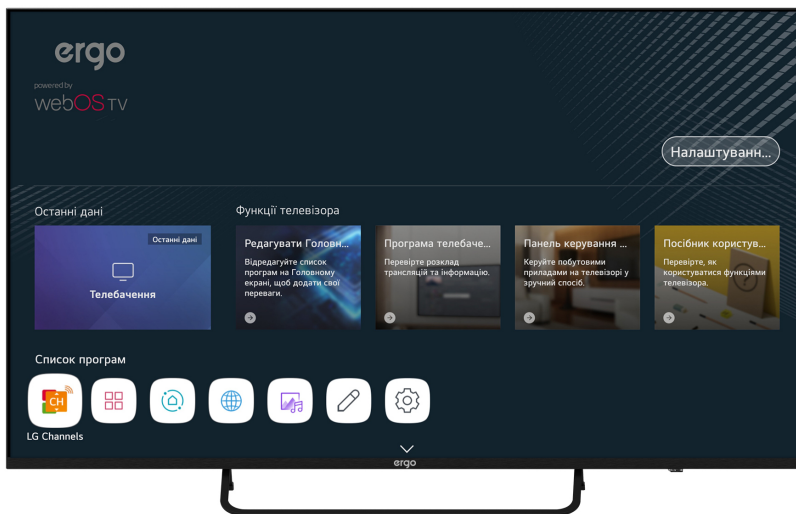 ergo
powered by
webOS TV
Налаштуванн...
Останні дані
Функції телевізора
Останні дані
Телебачення
Редагувати Головн...
Відредагуйте список
програм на Головному
екрані, щоб додати свої
переваги.
Програма телебаче...
Перевірте розклад
трансляцій та інформацію.
Панель керування ...
Керуйте побутовими
приладами на телевізорі у
зручний спосіб.
Посібник користув...
Перевірте, як
користуватися функціями
телевізора.
Список програм
CH
LG Channels
ergo